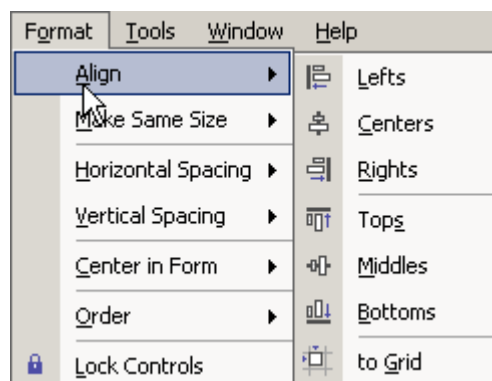 Format Tools Window Help
Align
Make Same Size
Horizontal Spacing
Vertical Spacing
Center in Form
Order
Lock Controls
Lefts
Centers
Rights
Tops
Middles
Bottoms
to Grid